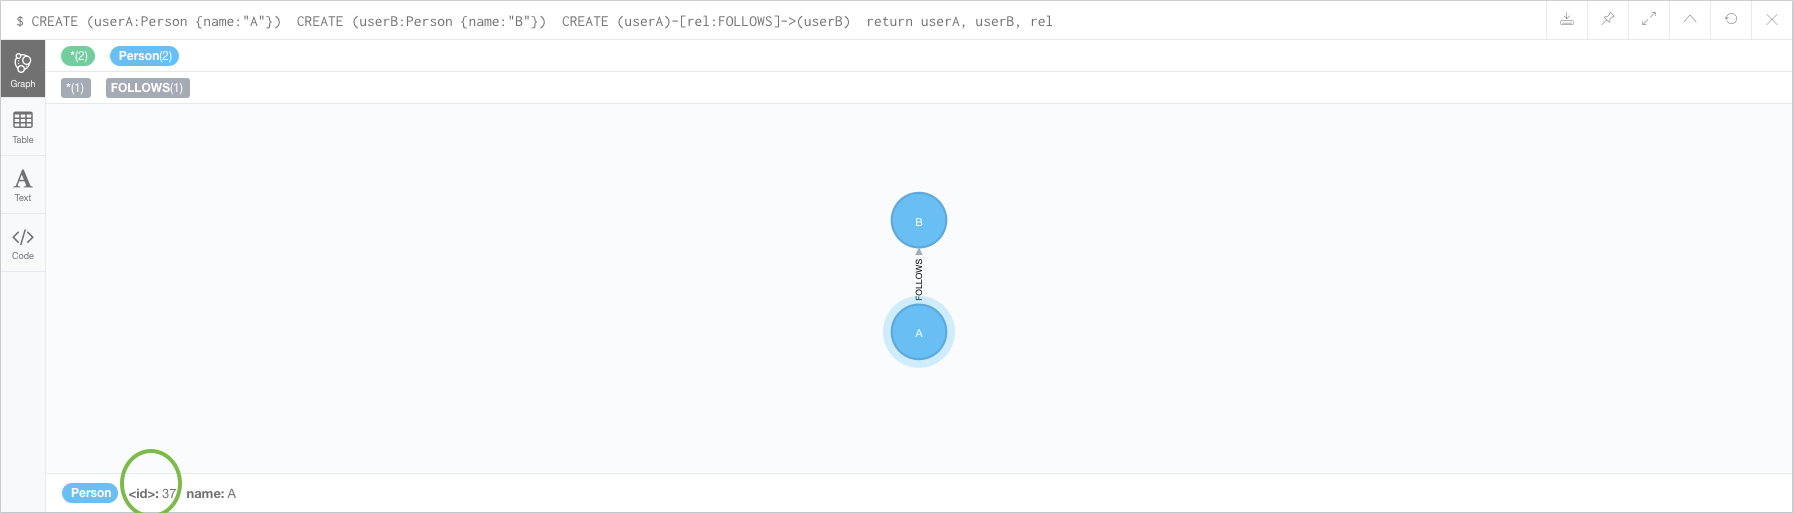 $ CREATE (userA:Person {name:"A"})  CREATE (userB:Person {name:"B"})  CREATE (userA)-[rel:FOLLOWS]->(userB)  return userA, userB, rel
*(2) Person(2)
*(1) FOLLOWS(1)
Graph
Table
Text
Code
B
FOLLOWS
A
Person <id>: 37 name: A